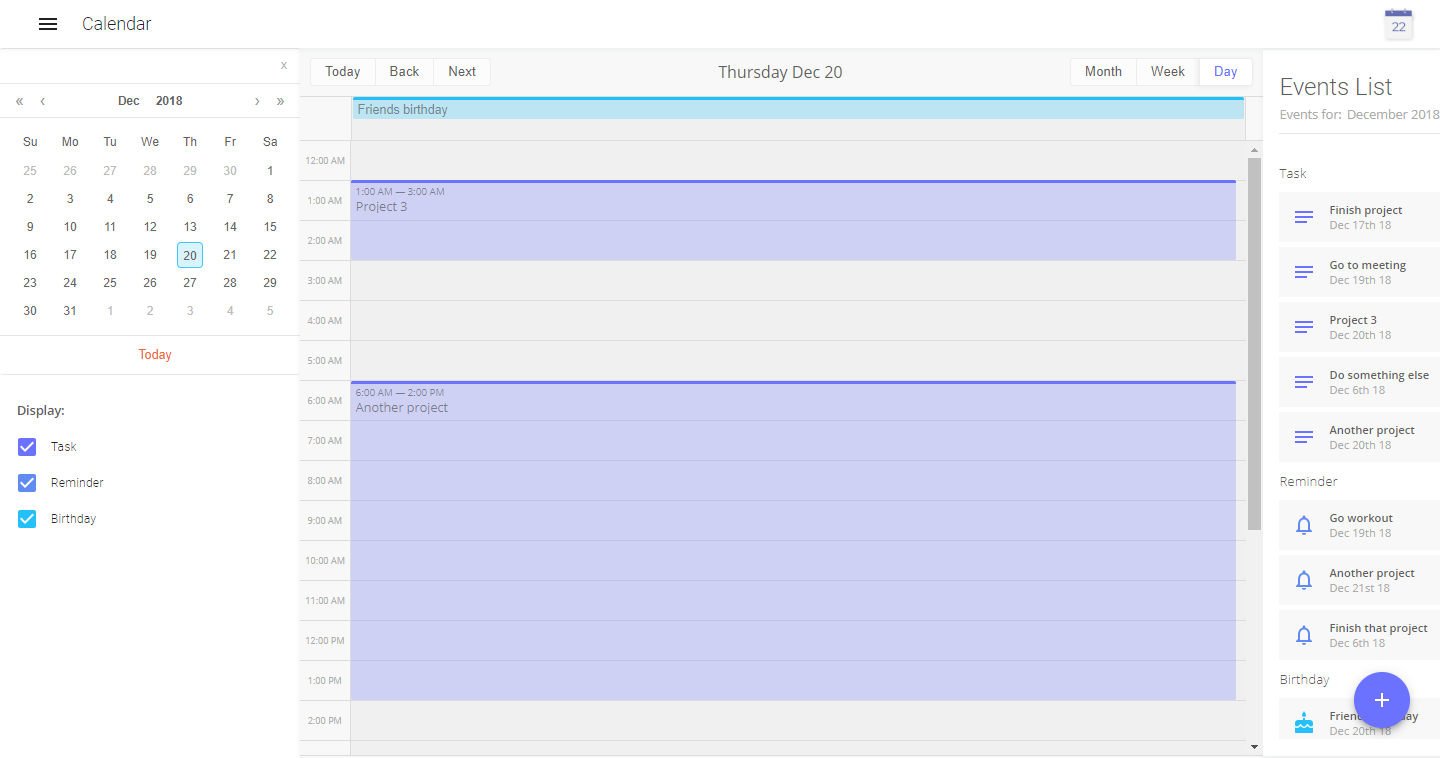 Calendar
22
x
« ‹ Dec 2018 › »
Su Mo Tu We Th Fr Sa
25 26 27 28 29 30 1
2 3 4 5 6 7 8
9 10 11 12 13 14 15
16 17 18 19 20 21 22
23 24 25 26 27 28 29
30 31 1 2 3 4 5
Today
Display:
Task
Reminder
Birthday
Today Back Next
Thursday Dec 20
Month Week Day
Friends birthday
12:00 AM
1:00 AM
1:00 AM — 3:00 AM
Project 3
2:00 AM
3:00 AM
4:00 AM
5:00 AM
6:00 AM
6:00 AM — 2:00 PM
Another project
7:00 AM
8:00 AM
9:00 AM
10:00 AM
11:00 AM
12:00 PM
1:00 PM
2:00 PM
Events List
Events for: December 2018
Task
Finish project
Dec 17th 18
Go to meeting
Dec 19th 18
Project 3
Dec 20th 18
Do something else
Dec 6th 18
Another project
Dec 20th 18
Reminder
Go workout
Dec 19th 18
Another project
Dec 21st 18
Finish that project
Dec 6th 18
Birthday
Dec 20th 18